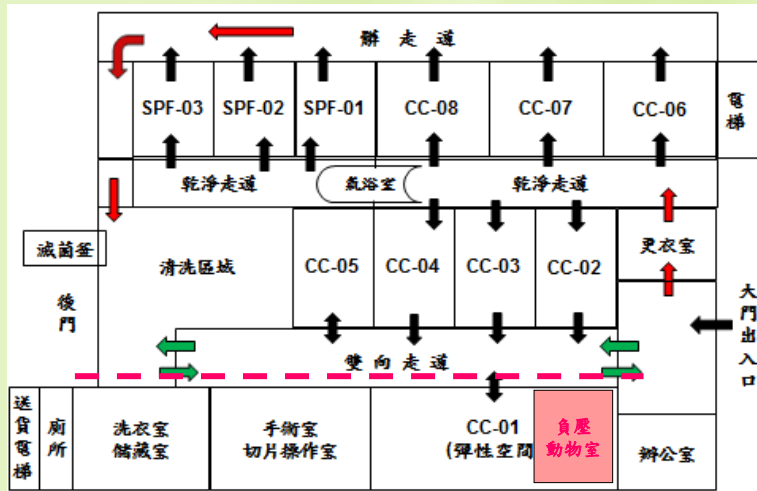 髒 走 道
SPF-03
SPF-02
SPF-01
CC-08
CC-07
CC-06
電梯
乾淨走道
氣浴室
乾淨走道
滅菌釜
清洗區域
CC-05
CC-04
CC-03
CC-02
更衣室
後門
大門出入口
雙 向 走 道
送貨電梯
廁所
洗衣室
儲藏室
手術室
切片操作室
CC-01
(彈性空間
負壓
動物室
辦公室